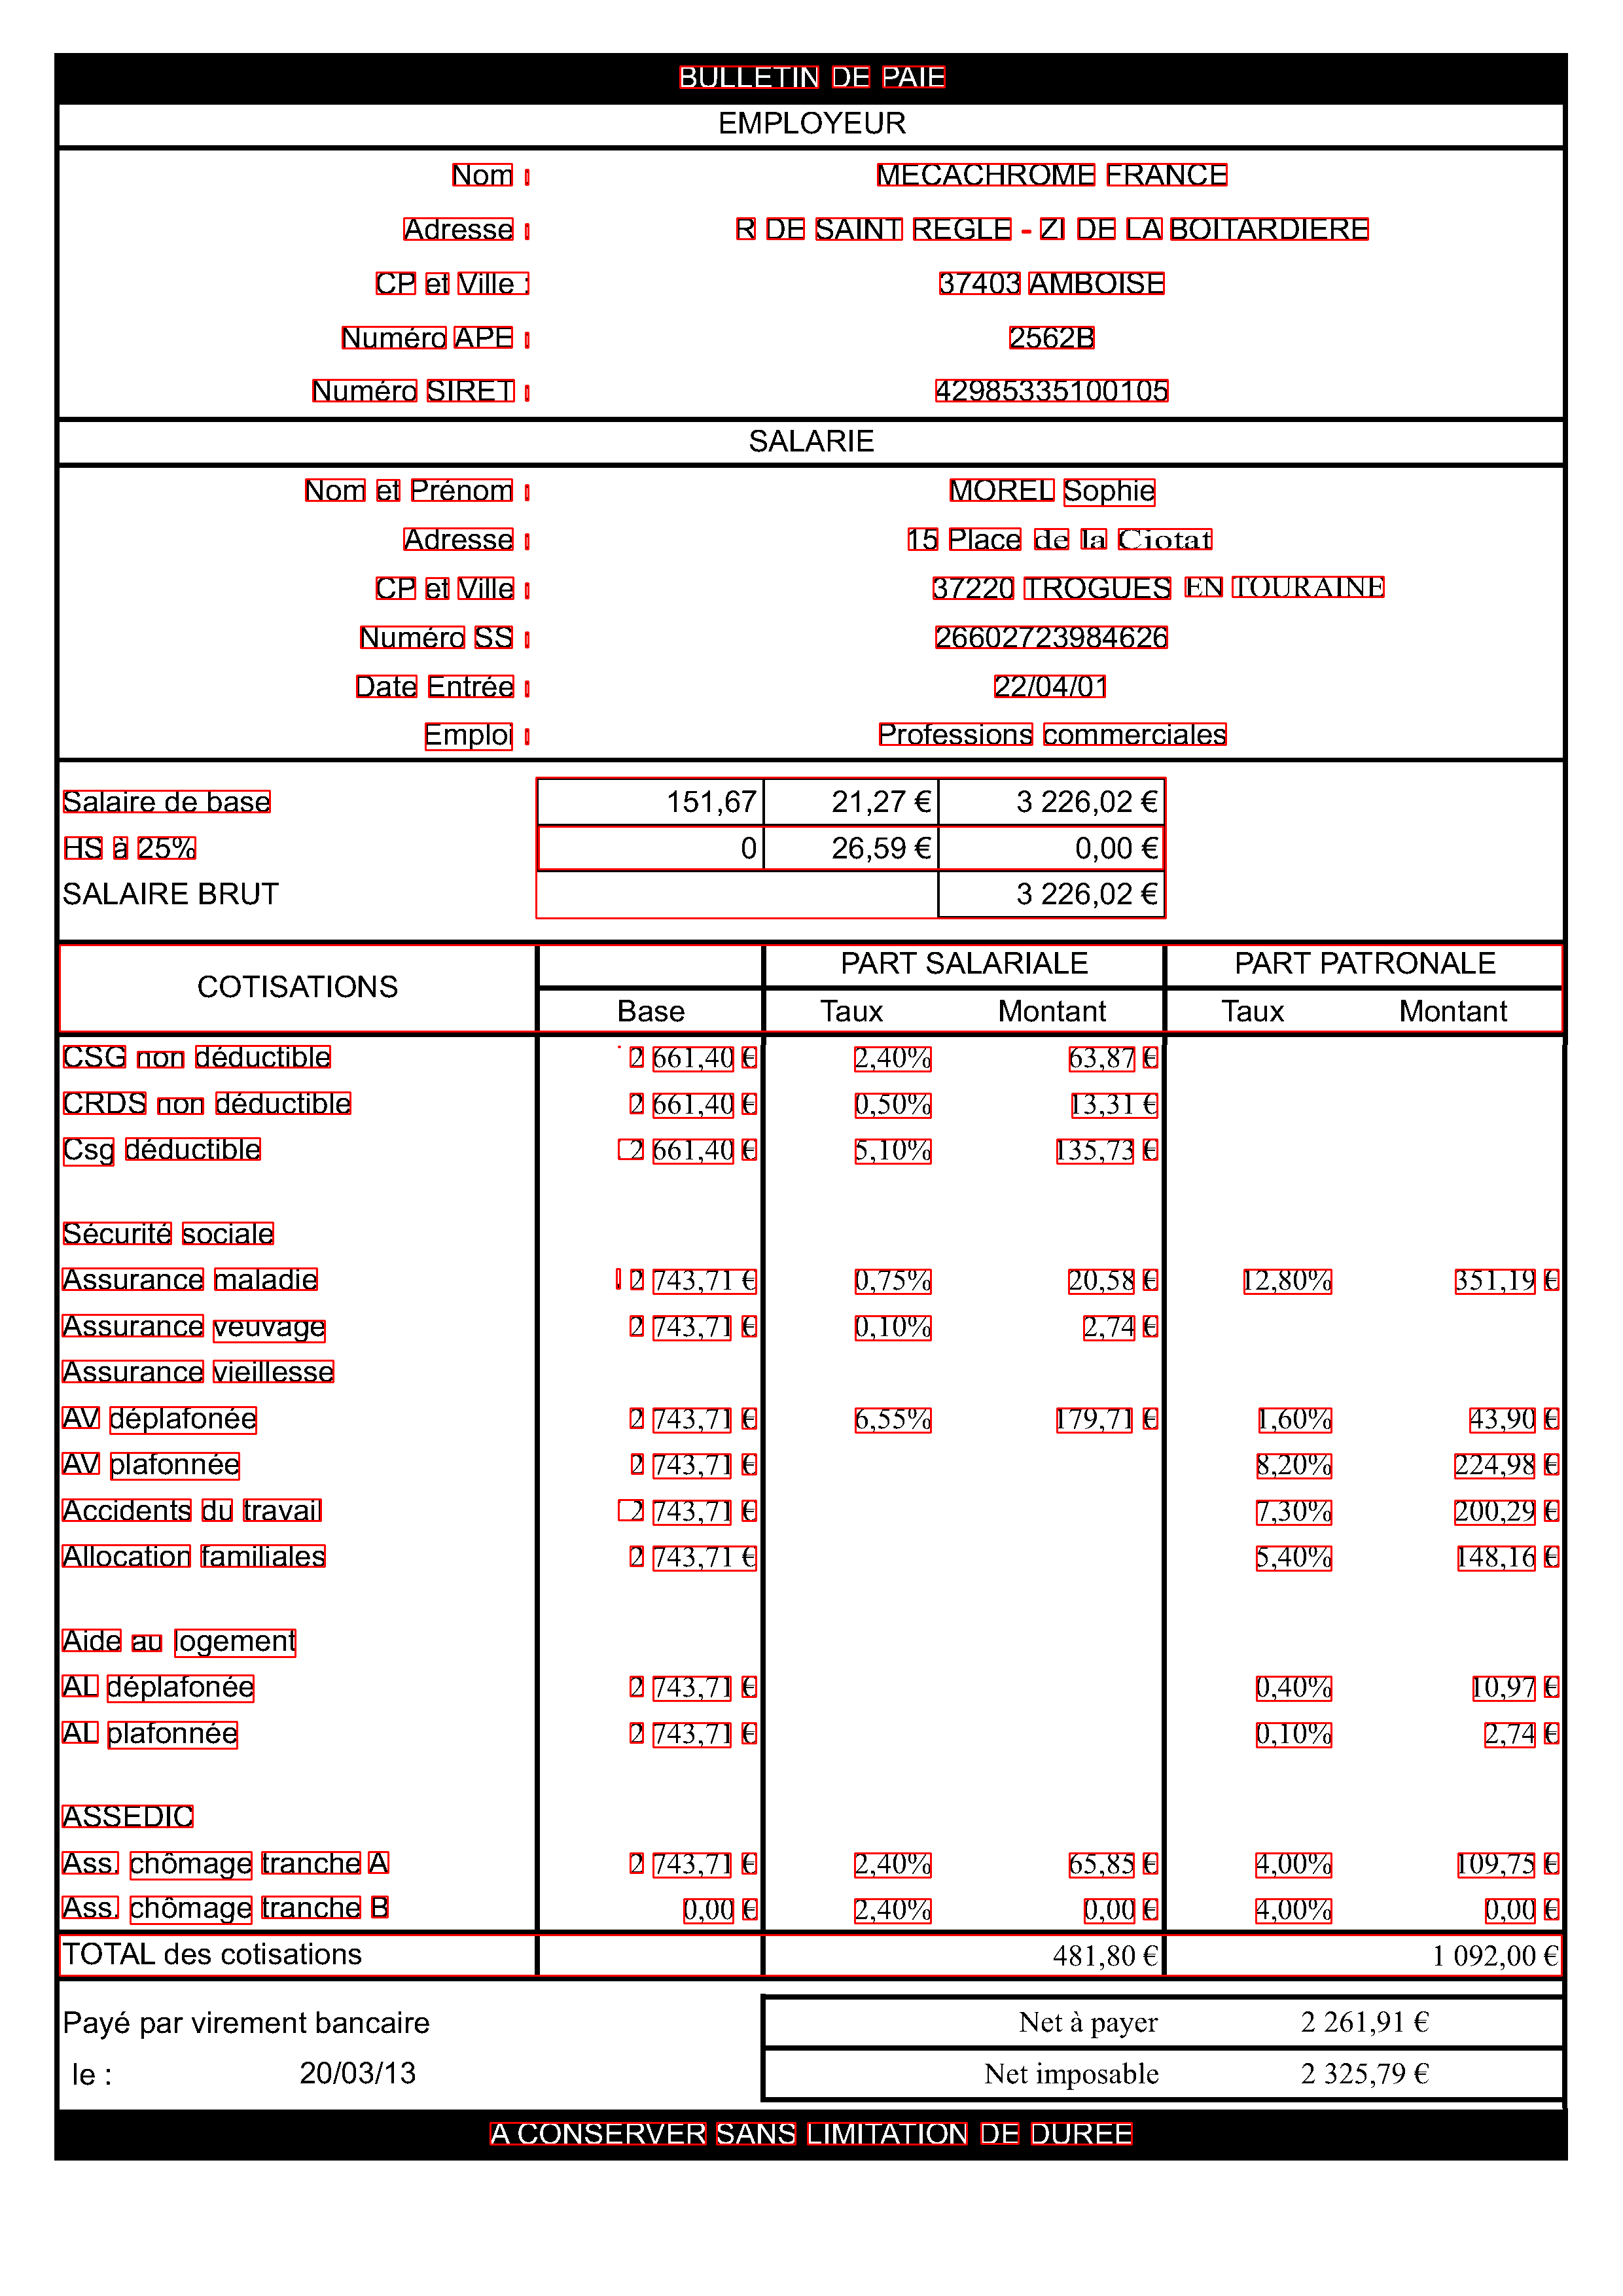 BULLETIN DE PAIE
EMPLOYEUR
Nom : MECACHROME FRANCE
Adresse : R DE SAINT REGLE - ZI DE LA BOITARDIERE
CP et Ville : 37403 AMBOISE
Numéro APE : 2562B
Numéro SIRET : 42985335100105
SALARIE
Nom et Prénom : MOREL Sophie
Adresse : 15 Place de la Ciotat
CP et Ville : 37220 TROGUES EN TOURAINE
Numéro SS : 26602723984626
Date Entrée : 22/04/01
Emploi : Professions commerciales
Salaire de base 151,67 21,27 € 3 226,02 €
HS à 25% 0 26,59 € 0,00 €
SALAIRE BRUT 3 226,02 €
COTISATIONS PART SALARIALE PART PATRONALE
Base Taux Montant Taux Montant
CSG non déductible 2 661,40 € 2,40% 63,87 €
CRDS non déductible 2 661,40 € 0,50% 13,31 €
Csg déductible 2 661,40 € 5,10% 135,73 €
Sécurité sociale
Assurance maladie 2 743,71 € 0,75% 20,58 € 12,80% 351,19 €
Assurance veuvage 2 743,71 € 0,10% 2,74 €
Assurance vieillesse
AV déplafonée 2 743,71 € 6,55% 179,71 € 1,60% 43,90 €
AV plafonnée 2 743,71 € 8,20% 224,98 €
Accidents du travail 2 743,71 € 7,30% 200,29 €
Allocation familiales 2 743,71 € 5,40% 148,16 €
Aide au logement
AL déplafonée 2 743,71 € 0,40% 10,97 €
AL plafonnée 2 743,71 € 0,10% 2,74 €
ASSEDIC
Ass. chômage tranche A 2 743,71 € 2,40% 65,85 € 4,00% 109,75 €
Ass. chômage tranche B 0,00 € 2,40% 0,00 € 4,00% 0,00 €
TOTAL des cotisations 481,80 € 1 092,00 €
Payé par virement bancaire Net à payer 2 261,91 €
le : 20/03/13 Net imposable 2 325,79 €
A CONSERVER SANS LIMITATION DE DUREE